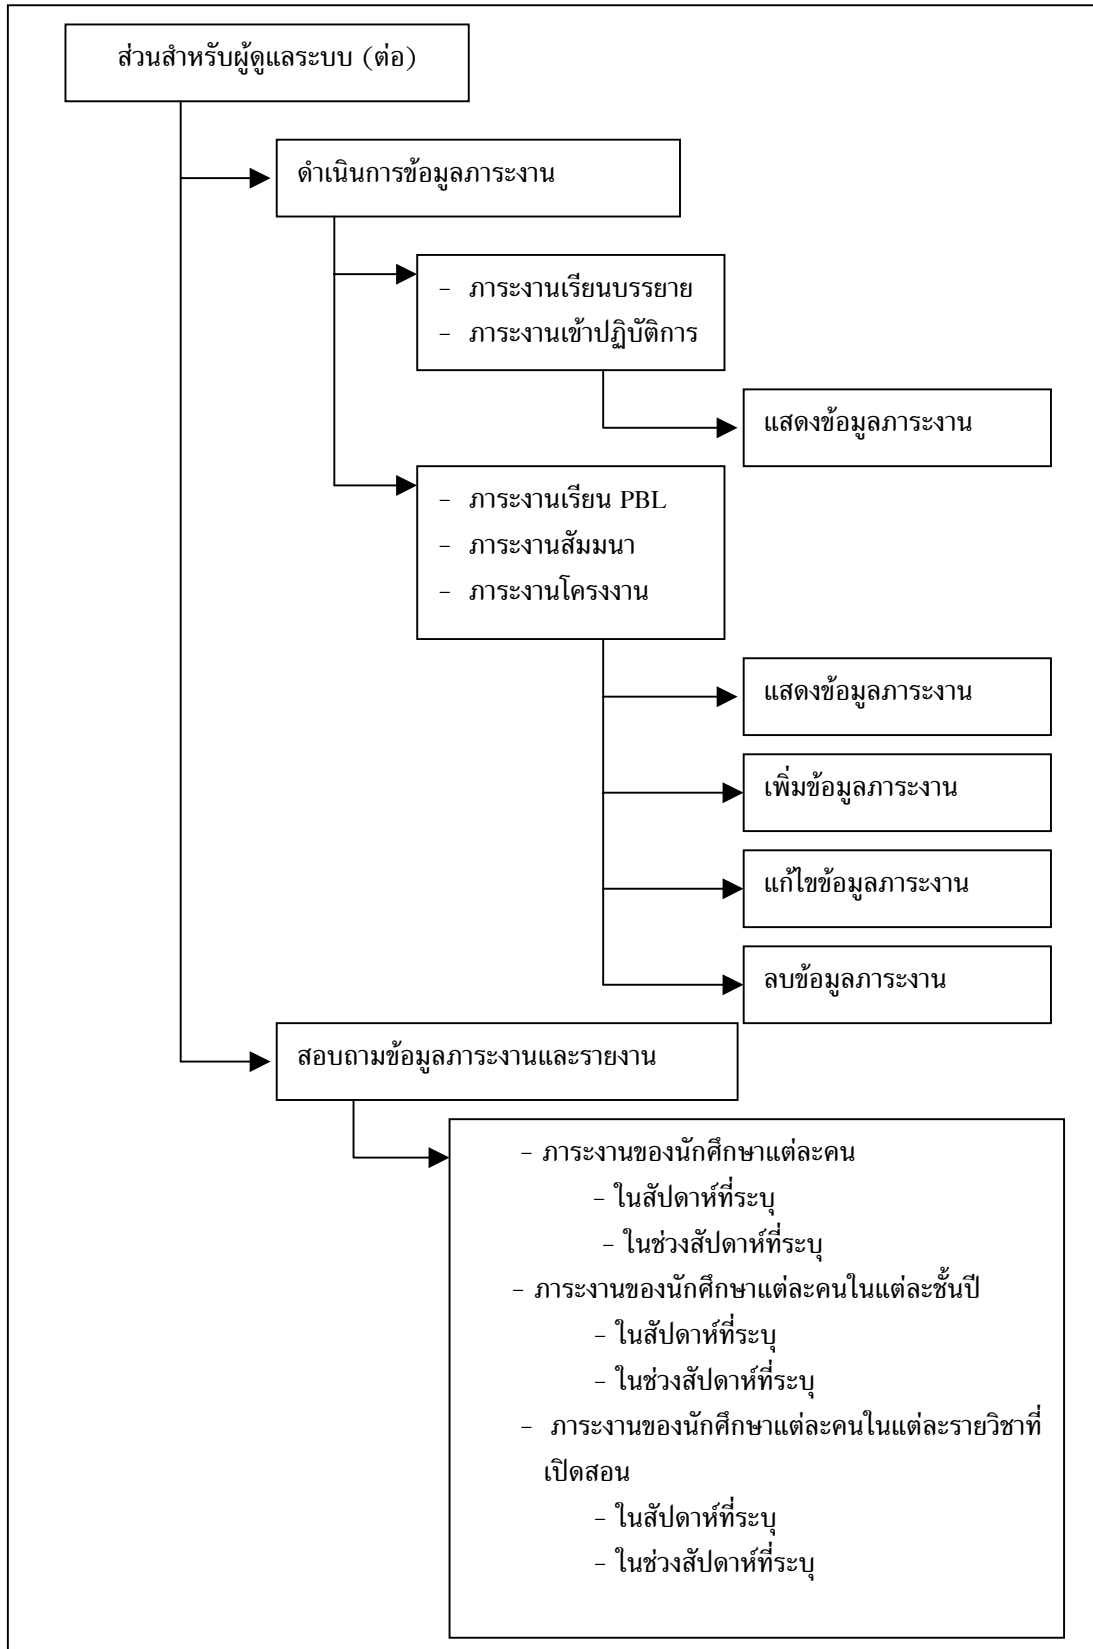 ส่วนสำหรับผู้ดูแลระบบ (ต่อ)
ดำเนินการข้อมูลภาระงาน
- ภาระงานเรียนบรรยาย
- ภาระงานเข้าปฏิบัติการ
แสดงข้อมูลภาระงาน
- ภาระงานเรียน PBL
- ภาระงานสัมมนา
- ภาระงานโครงงาน
แสดงข้อมูลภาระงาน
เพิ่มข้อมูลภาระงาน
แก้ไขข้อมูลภาระงาน
ลบข้อมูลภาระงาน
สอบถามข้อมูลภาระงานและรายงาน
- ภาระงานของนักศึกษาแต่ละคน
- ในสัปดาห์ที่ระบุ
- ในช่วงสัปดาห์ที่ระบุ
- ภาระงานของนักศึกษาแต่ละคนในแต่ละชั้นปี
- ในสัปดาห์ที่ระบุ
- ในช่วงสัปดาห์ที่ระบุ
- ภาระงานของนักศึกษาแต่ละคนในแต่ละรายวิชาที่
เปิดสอน
- ในสัปดาห์ที่ระบุ
- ในช่วงสัปดาห์ที่ระบุ